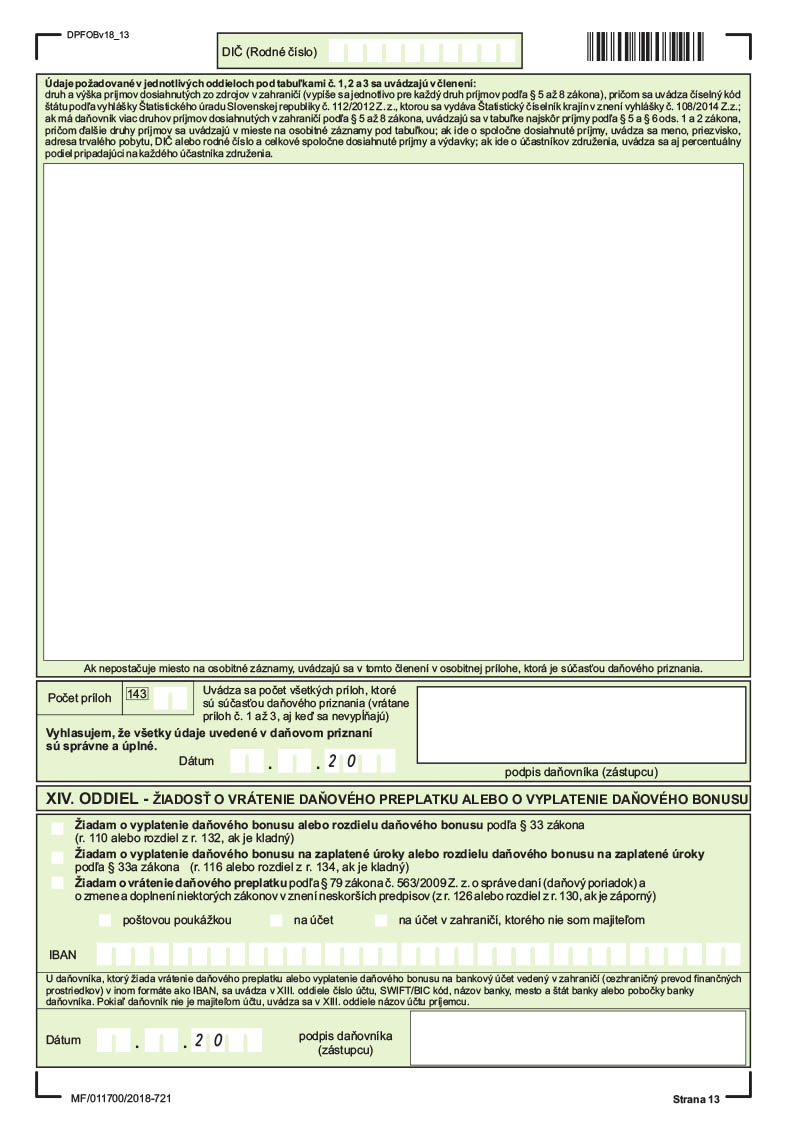 DPFOBv18_13
DIČ (Rodné číslo)
Údaje požadované v jednotlivých oddieloch pod tabuľkami č. 1, 2 a 3 sa uvádzajú v členení:
druh a výška príjmov dosiahnutých zo zdrojov v zahraničí (vypíše sa jednotlivo pre každý druh príjmov podľa § 5 až 8 zákona), pričom sa uvádza číselný kód
štátu podľa vyhlášky Štatistického úradu Slovenskej republiky č. 112/2012 Z. z., ktorou sa vydáva Štatistický číselník krajín v znení vyhlášky č. 108/2014 Z.z.;
ak má daňovník viac druhov príjmov dosiahnutých v zahraničí podľa § 5 až 8 zákona, uvádzajú sa v tabuľke najskôr príjmy podľa § 5 a § 6 ods. 1 a 2 zákona,
pričom ďalšie druhy príjmov sa uvádzajú v mieste na osobitné záznamy pod tabuľkou; ak ide o spoločne dosiahnuté príjmy, uvádza sa meno, priezvisko,
adresa trvalého pobytu, DIČ alebo rodné číslo a celkové spoločne dosiahnuté príjmy a výdavky; ak ide o účastníkov združenia, uvádza sa aj percentuálny
podiel pripadajúci na každého účastníka združenia.
Ak nepostačuje miesto na osobitné záznamy, uvádzajú sa v tomto členení v osobitnej prílohe, ktorá je súčasťou daňového priznania.
Počet príloh 143 Uvádza sa počet všetkých príloh, ktoré
sú súčasťou daňového priznania (vrátane
príloh č. 1 až 3, aj keď sa nevypĺňajú)
Vyhlasujem, že všetky údaje uvedené v daňovom priznaní
sú správne a úplné.
Dátum . . 20
podpis daňovníka (zástupcu)
XIV. ODDIEL - ŽIADOSŤ O VRÁTENIE DAŇOVÉHO PREPLATKU ALEBO O VYPLATENIE DAŇOVÉHO BONUSU
Žiadam o vyplatenie daňového bonusu alebo rozdielu daňového bonusu podľa § 33 zákona
(r. 110 alebo rozdiel z r. 132, ak je kladný)
Žiadam o vyplatenie daňového bonusu na zaplatené úroky alebo rozdielu daňového bonusu na zaplatené úroky
podľa § 33a zákona (r. 116 alebo rozdiel z r. 134, ak je kladný)
Žiadam o vrátenie daňového preplatku podľa § 79 zákona č. 563/2009 Z. z. o správe daní (daňový poriadok) a
o zmene a doplnení niektorých zákonov v znení neskorších predpisov (z r. 126 alebo rozdiel z r. 130, ak je záporný)
poštovou poukážkou na účet na účet v zahraničí, ktorého nie som majiteľom
IBAN
U daňovníka, ktorý žiada vrátenie daňového preplatku alebo vyplatenie daňového bonusu na bankový účet vedený v zahraničí (cezhraničný prevod finančných
prostriedkov) v inom formáte ako IBAN, sa uvádza v XIII. oddiele číslo účtu, SWIFT/BIC kód, názov banky, mesto a štát banky alebo pobočky banky
daňovníka. Pokiaľ daňovník nie je majiteľom účtu, uvádza sa v XIII. oddiele názov účtu príjemcu.
Dátum . . 20 podpis daňovníka
(zástupcu)
MF/011700/2018-721
Strana 13